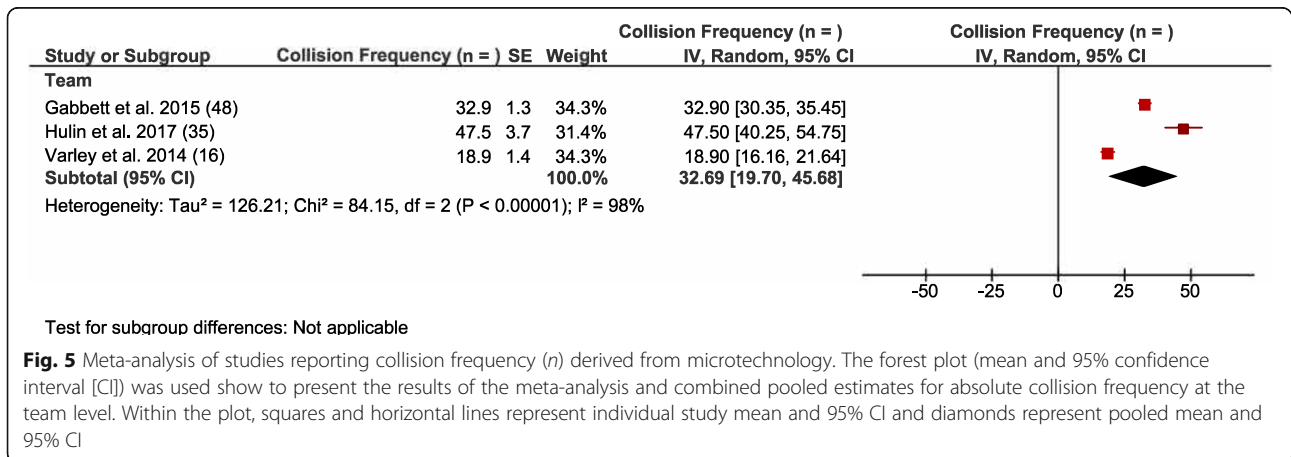 Collision Frequency (n = ) Collision Frequency (n = )
Study or Subgroup Collision Frequency (n = ) SE Weight IV, Random, 95% CI IV, Random, 95% CI
Team
Gabbett et al. 2015 (48) 32.9 1.3 34.3% 32.90 [30.35, 35.45]
Hulin et al. 2017 (35) 47.5 3.7 31.4% 47.50 [40.25, 54.75]
Varley et al. 2014 (16) 18.9 1.4 34.3% 18.90 [16.16, 21.64]
Subtotal (95% CI) 100.0% 32.69 [19.70, 45.68]
Heterogeneity: Tau² = 126.21; Chi² = 84.15, df = 2 (P < 0.00001); I² = 98%
-50 -25 0 25 50
Test for subgroup differences: Not applicable
Fig. 5 Meta-analysis of studies reporting collision frequency (n) derived from microtechnology. The forest plot (mean and 95% confidence
interval [CI]) was used show to present the results of the meta-analysis and combined pooled estimates for absolute collision frequency at the
team level. Within the plot, squares and horizontal lines represent individual study mean and 95% CI and diamonds represent pooled mean and
95% CI